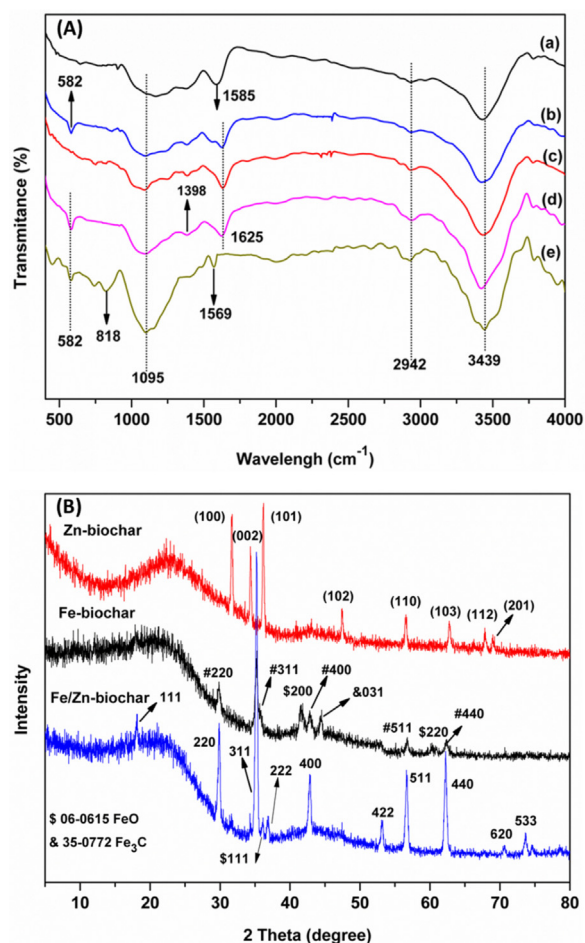 (A)
(a)
582
1585
(b)
(c)
1398
(d)
1625
(e)
582
818
1569
1095
2942
3439
Transmitance (%)
500 1000 1500 2000 2500 3000 3500 4000
Wavelengh (cm⁻¹)
(B)
Zn-biochar
(100)
(002)
(101)
(102)
(110)
(103)
(112)
(201)
Fe-biochar
#220
#311
$200
#400
&031
#511
$220
#440
Fe/Zn-biochar
111
220
311
222
$111
400
422
511
440
620
533
$ 06-0615 FeO
& 35-0772 Fe₃C
Intensity
10 20 30 40 50 60 70 80
2 Theta (degree)